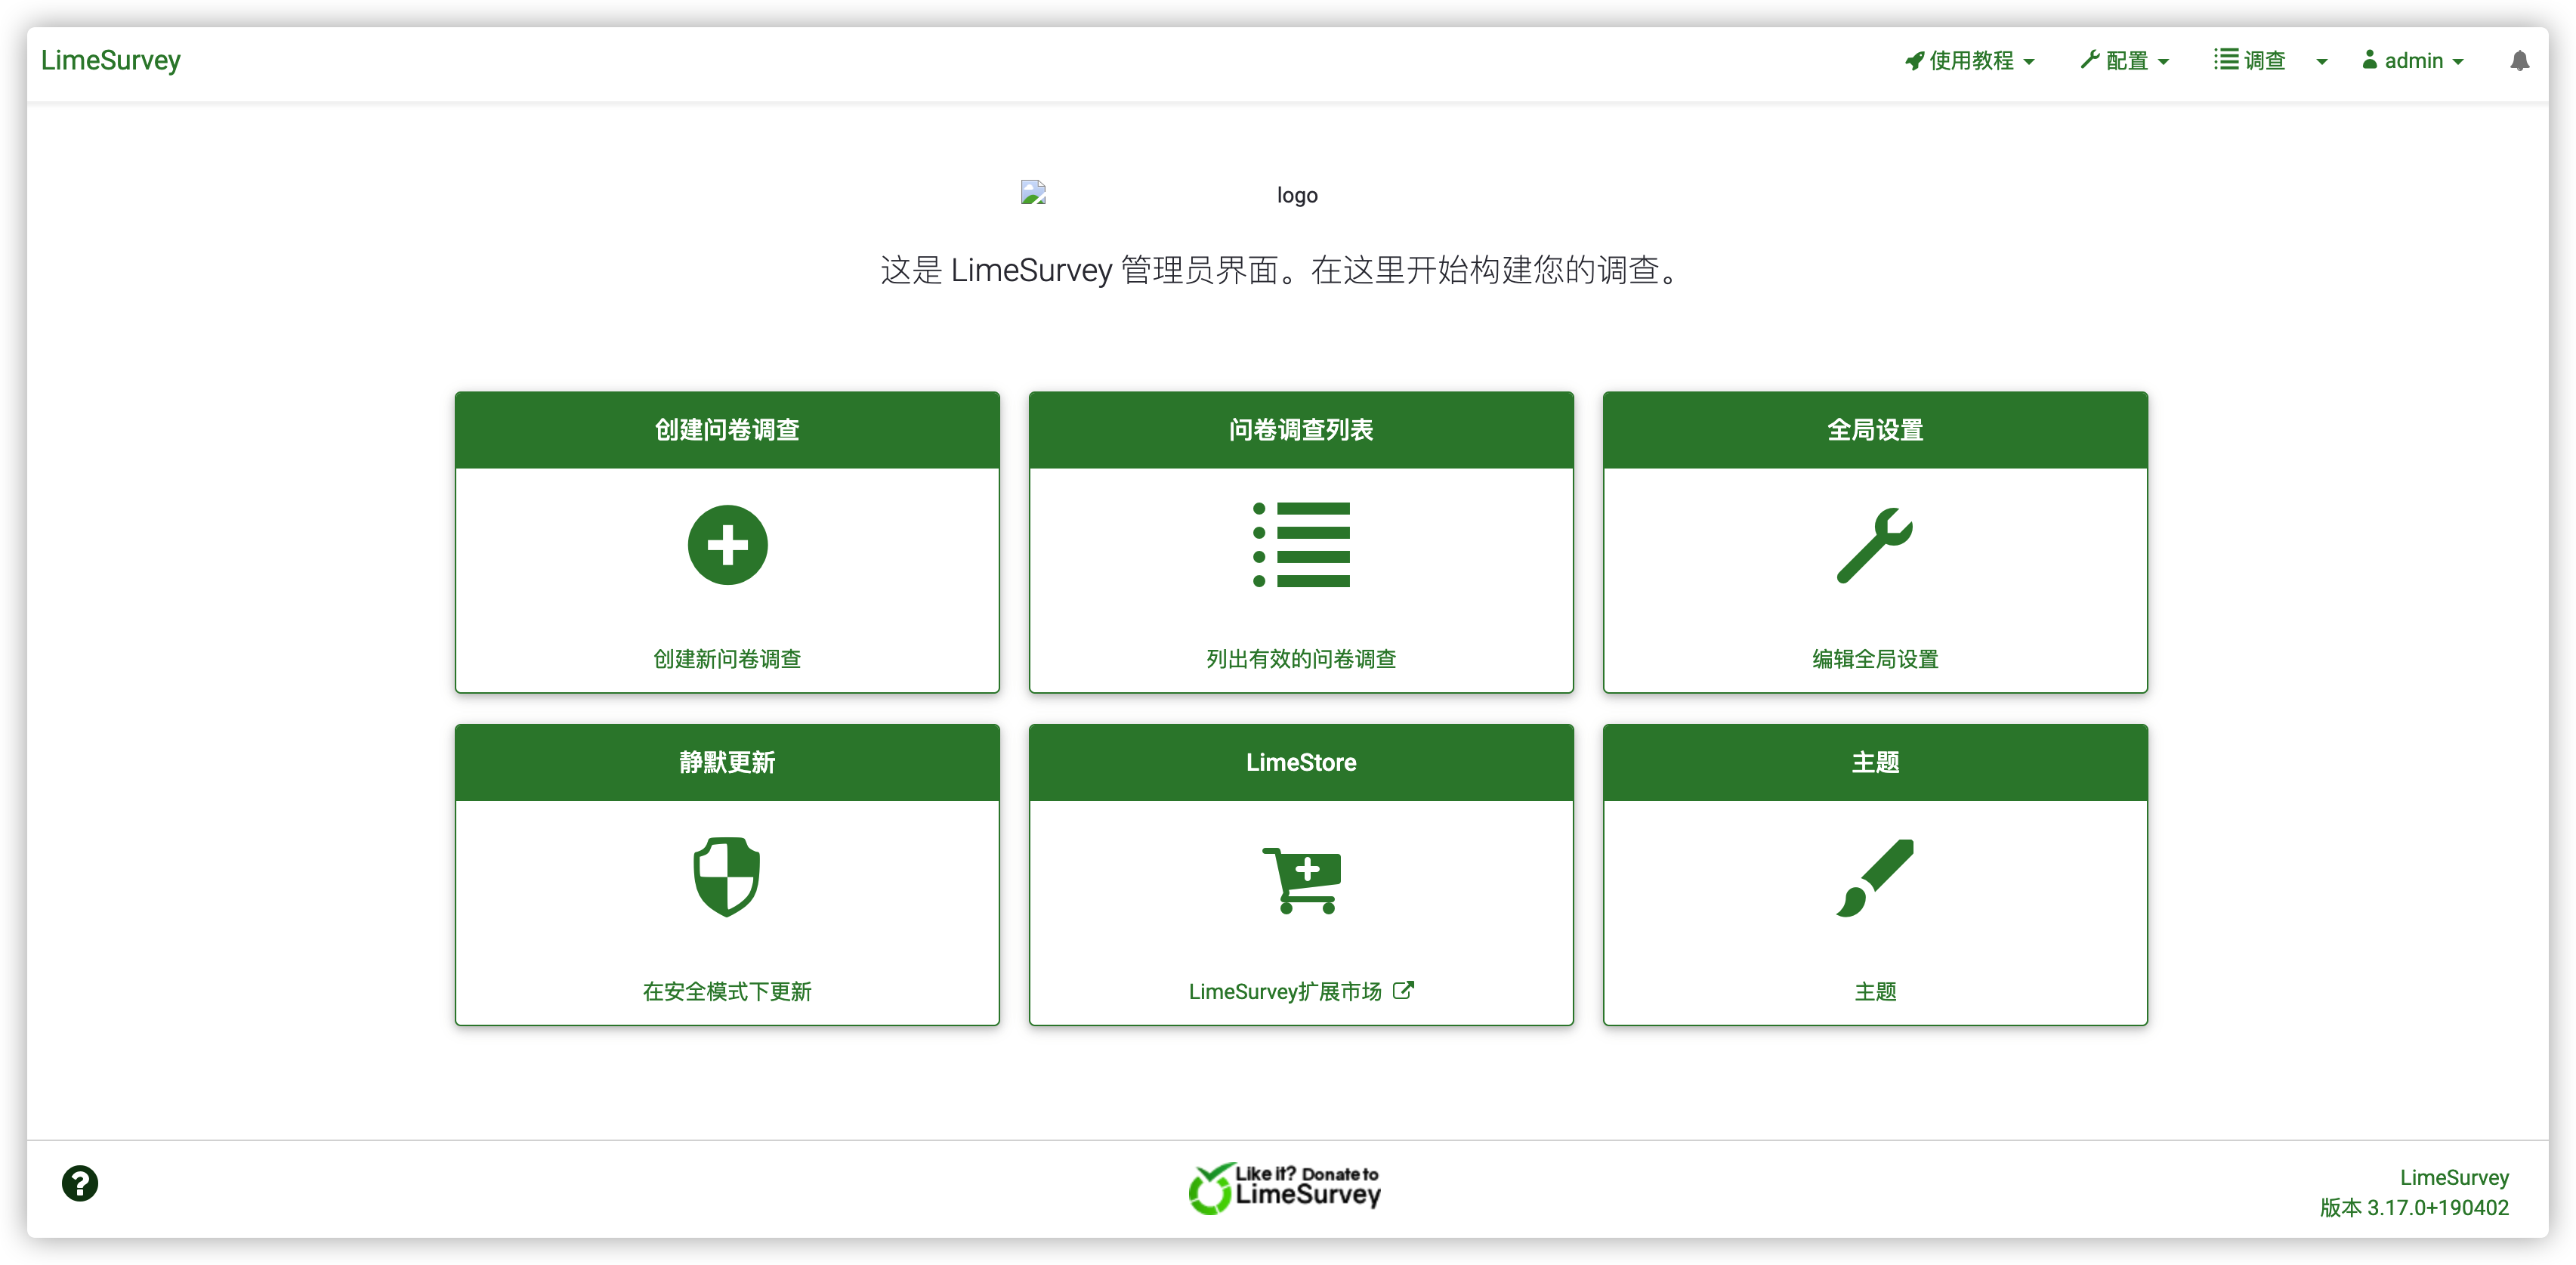 LimeSurvey
使用教程
配置
调查
admin
logo
这是 LimeSurvey 管理员界面。在这里开始构建您的调查。
创建问卷调查
问卷调查列表
全局设置
创建新问卷调查
列出有效的问卷调查
编辑全局设置
静默更新
LimeStore
主题
在安全模式下更新
LimeSurvey扩展市场
主题
Like it? Donate to
LimeSurvey
LimeSurvey
版本 3.17.0+190402